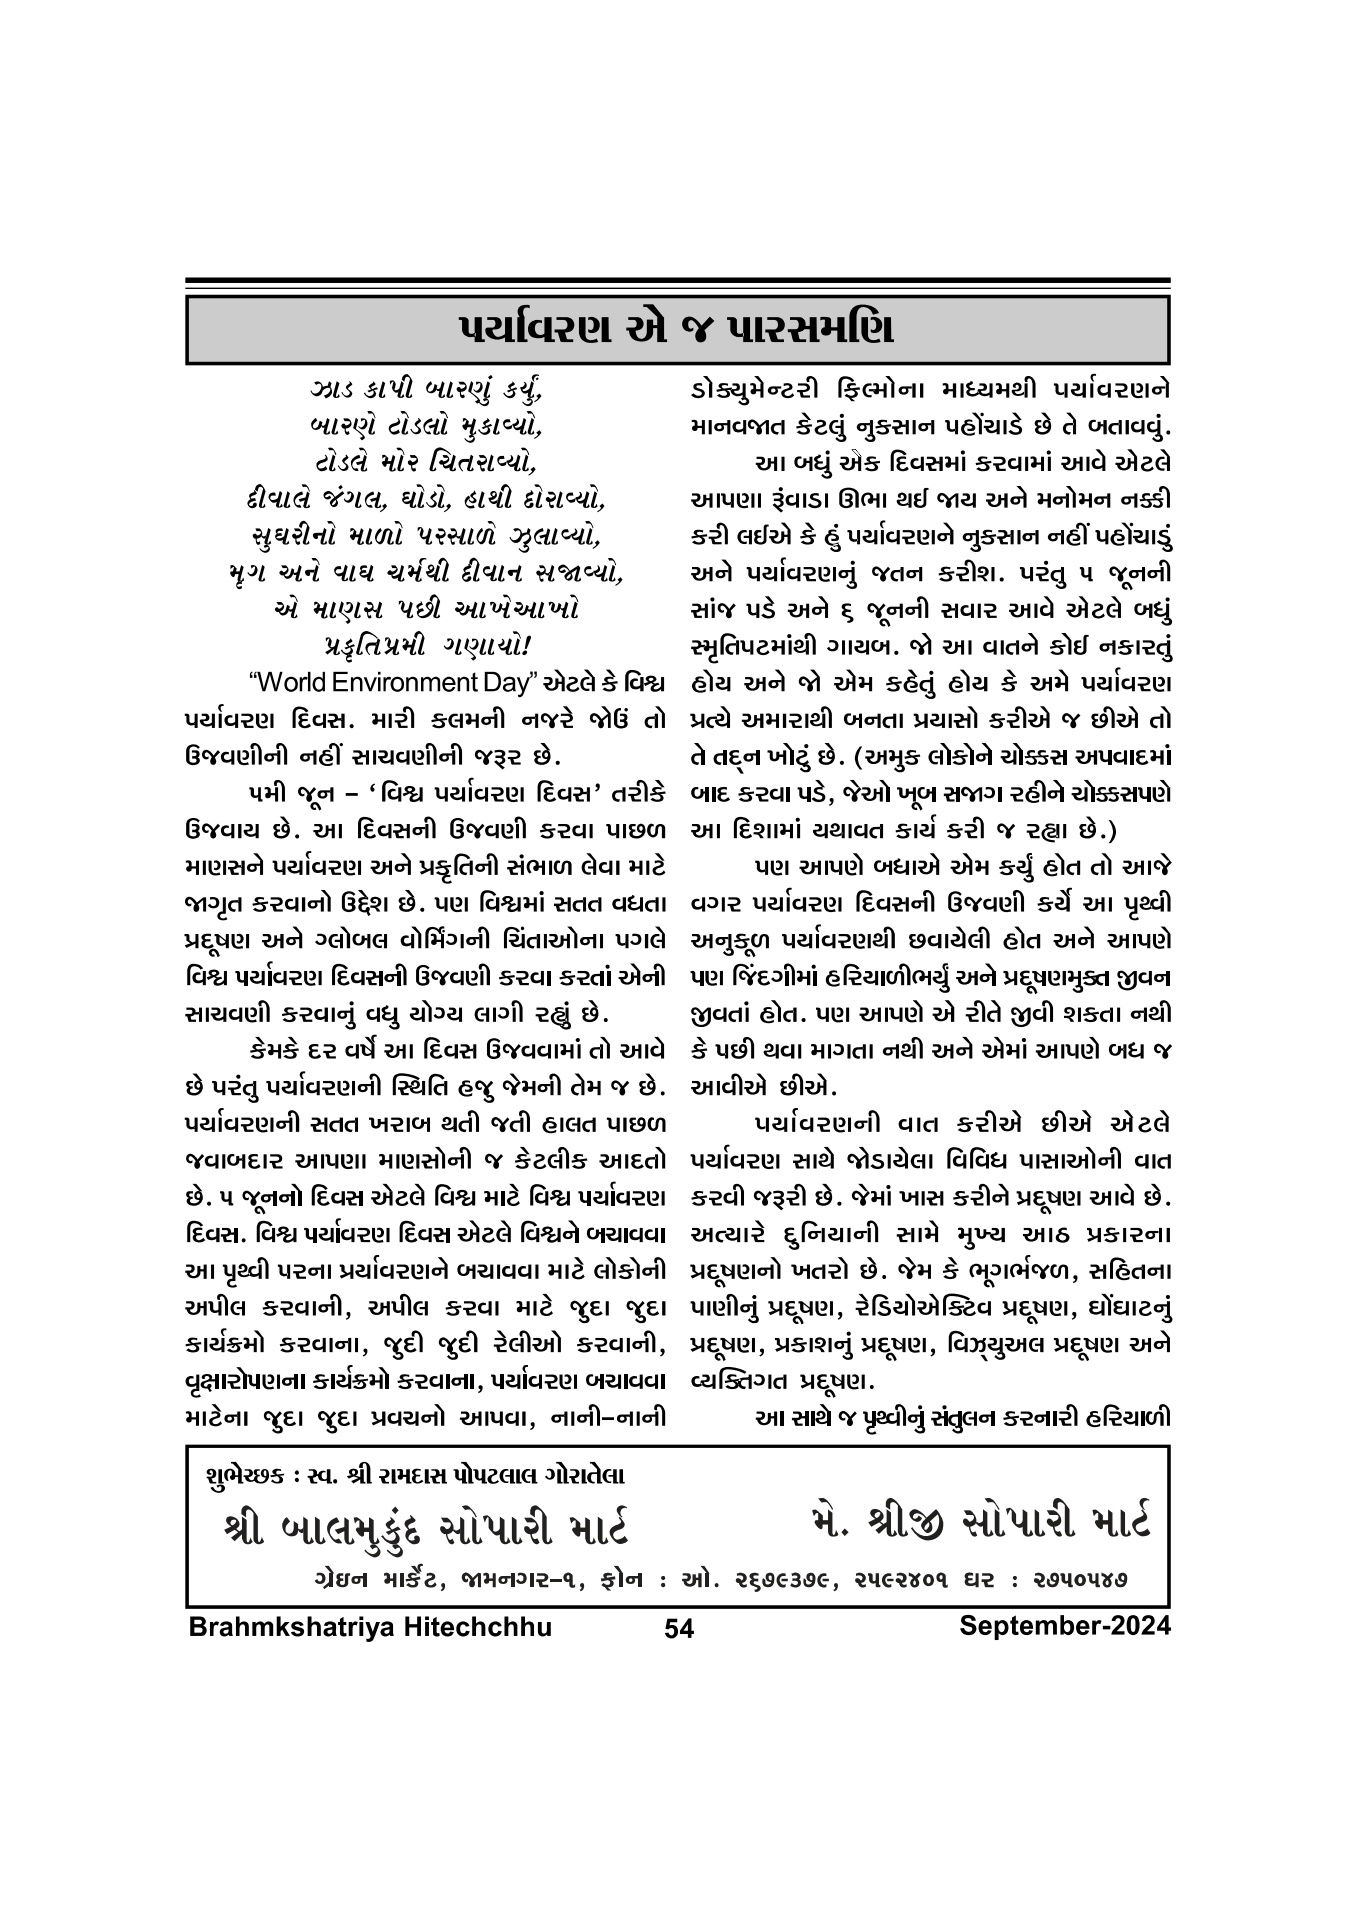 પર્યાવરણ એ જ પારસમણિ
ઝાડ કાપી બારણું કર્યું,
બારણે ટોડલો મુકાવ્યો,
ટોડલે મોર ચિતરાવ્યો,
દીવાલે જંગલ, ઘોડો, હાથી દોરાવ્યો,
સુઘરીનો માળો પરસાળે ઝુલાવ્યો,
મૃગ અને વાઘ ચર્મથી દીવાન સજાવ્યો,
એ માણસ પછી આખેઆખો
પ્રકૃતિપ્રમી ગણાયો!
“World Environment Day” એટલે કે વિશ્વ
પર્યાવરણ દિવસ. મારી કલમની નજરે જોઉં તો
ઉજવણીની નહીં સાચવણીની જરૂર છે.
૫મી જૂન – ‘વિશ્વ પર્યાવરણ દિવસ’ તરીકે
ઉજવાય છે. આ દિવસની ઉજવણી કરવા પાછળ
માણસને પર્યાવરણ અને પ્રકૃતિની સંભાળ લેવા માટે
જાગૃત કરવાનો ઉદ્દેશ છે. પણ વિશ્વમાં સતત વધતા
પ્રદૂષણ અને ગ્લોબલ વોર્મિંગની ચિંતાઓના પગલે
વિશ્વ પર્યાવરણ દિવસની ઉજવણી કરવા કરતાં એની
સાચવણી કરવાનું વધુ યોગ્ય લાગી રહ્યું છે.
કેમકે દર વર્ષે આ દિવસ ઉજવવામાં તો આવે
છે પરંતુ પર્યાવરણની સ્થિતિ હજુ જેમની તેમ જ છે.
પર્યાવરણની સતત ખરાબ થતી જતી હાલત પાછળ
જવાબદાર આપણા માણસોની જ કેટલીક આદતો
છે. ૫ જૂનનો દિવસ એટલે વિશ્વ માટે વિશ્વ પર્યાવરણ
દિવસ. વિશ્વ પર્યાવરણ દિવસ એટલે વિશ્વને બચાવવા
આ પૃથ્વી પરના પ્રર્યાવરણને બચાવવા માટે લોકોની
અપીલ કરવાની, અપીલ કરવા માટે જુદા જુદા
કાર્યક્રમો કરવાના, જુદી જુદી રેલીઓ કરવાની,
વૃક્ષારોપણના કાર્યક્રમો કરવાના, પર્યાવરણ બચાવવા
માટેના જુદા જુદા પ્રવચનો આપવા, નાની–નાની
ડોક્યુમેન્ટરી ફિલ્મોના માધ્યમથી પર્યાવરણને
માનવજાત કેટલું નુકસાન પહોંચાડે છે તે બતાવવું.
આ બધું એક દિવસમાં કરવામાં આવે એટલે
આપણા રૂંવાડા ઊભા થઈ જાય અને મનોમન નક્કી
કરી લઈએ કે હું પર્યાવરણને નુકસાન નહીં પહોંચાડું
અને પર્યાવરણનું જતન કરીશ. પરંતુ ૫ જૂનની
સાંજ પડે અને ૬ જૂનની સવાર આવે એટલે બધું
સ્મૃતિપટમાંથી ગાયબ. જો આ વાતને કોઈ નકારતું
હોય અને જો એમ કહેતું હોય કે અમે પર્યાવરણ
પ્રત્યે અમારાથી બનતા પ્રયાસો કરીએ જ છીએ તો
તે તદ્ન ખોટું છે. (અમુક લોકોને ચોક્કસ અપવાદમાં
બાદ કરવા પડે, જેઓ ખૂબ સજાગ રહીને ચોક્કસપણે
આ દિશામાં યથાવત કાર્ય કરી જ રહ્યા છે.)
પણ આપણે બધાએ એમ કર્યું હોત તો આજે
વગર પર્યાવરણ દિવસની ઉજવણી કર્યે આ પૃથ્વી
અનુકૂળ પર્યાવરણથી છવાયેલી હોત અને આપણે
પણ જિંદગીમાં હરિયાળીભર્યું અને પ્રદૂષણમુક્ત જીવન
જીવતાં હોત. પણ આપણે એ રીતે જીવી શકતા નથી
કે પછી થવા માગતા નથી અને એમાં આપણે બધ જ
આવીએ છીએ.
પર્યાવરણની વાત કરીએ છીએ એટલે
પર્યાવરણ સાથે જોડાયેલા વિવિધ પાસાઓની વાત
કરવી જરૂરી છે. જેમાં ખાસ કરીને પ્રદૂષણ આવે છે.
અત્યારે દુનિયાની સામે મુખ્ય આઠ પ્રકારના
પ્રદૂષણનો ખતરો છે. જેમ કે ભૂગર્ભજળ, સહિતના
પાણીનું પ્રદૂષણ, રેડિયોએક્ટિવ પ્રદૂષણ, ઘોંઘાટનું
પ્રદૂષણ, પ્રકાશનું પ્રદૂષણ, વિઝ્યુઅલ પ્રદૂષણ અને
વ્યક્તિગત પ્રદૂષણ.
આ સાથે જ પૃથ્વીનું સંતુલન કરનારી હરિયાળી
શુભેચ્છક : સ્વ. શ્રી રામદાસ પોપટલાલ ગોરાતેલા
શ્રી બાલમુકુંદ સોપારી માર્ટ
મે. શ્રીજી સોપારી માર્ટ
ગ્રેઇન માર્કેટ, જામનગર–૧, ફોન : ઓ. ૨૬૭૯૩૭૯, ૨૫૯૨૪૦૧ ઘર : ૨૭૫૦૫૪૭
Brahmkshatriya Hitechchhu 54 September-2024